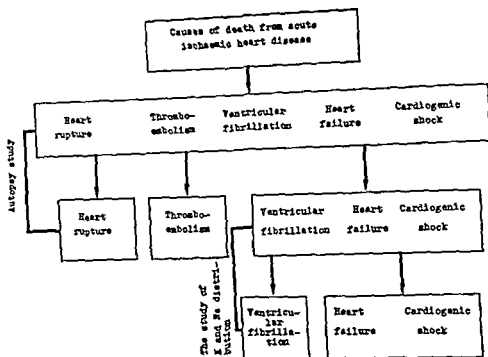 Causes of death from acute
ischaemic heart disease
Heart rupture
Thrombo-
embolism
Ventricular
fibrillation
Heart
failure
Cardiogenic
shock
Autopsy study
Heart
rupture
Thrombo-
embolism
Ventricular
fibrillation
Heart
failure
Cardiogenic
shock
The study of
K and Na distri-
bution
Ventricu-
lar
fibrilla-
tion
Heart
failure
Cardiogenic
shock